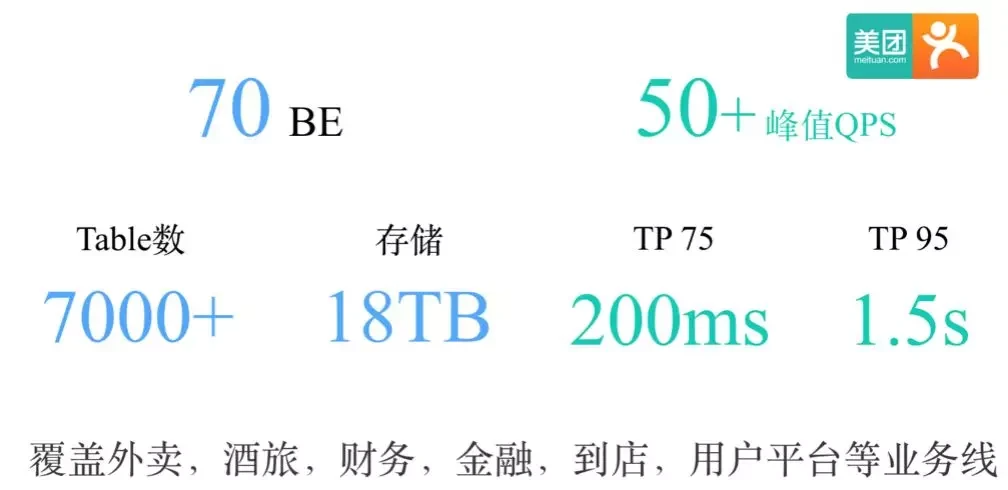 美团
meituan.com
70 BE
50+ 峰值QPS
Table数
存储
TP 75
TP 95
7000+
18TB
200ms
1.5s
覆盖外卖，酒旅，财务，金融，到店，用户平台等业务线